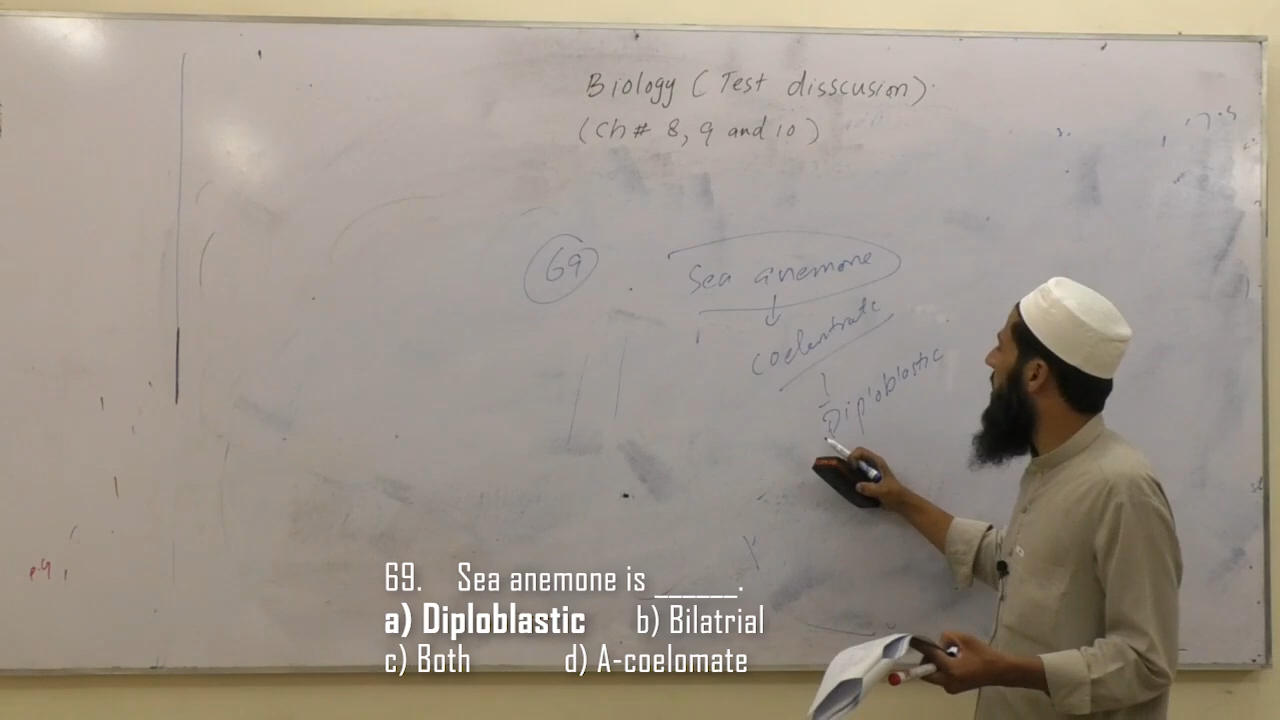 Biology (Test disscusion).
(Ch# 8, 9 and 10)
69
Sea anemone
coelentrate
Diploblastic
69. Sea anemone is ______.
a) Diploblastic b) Bilatrial
c) Both d) A-coelomate